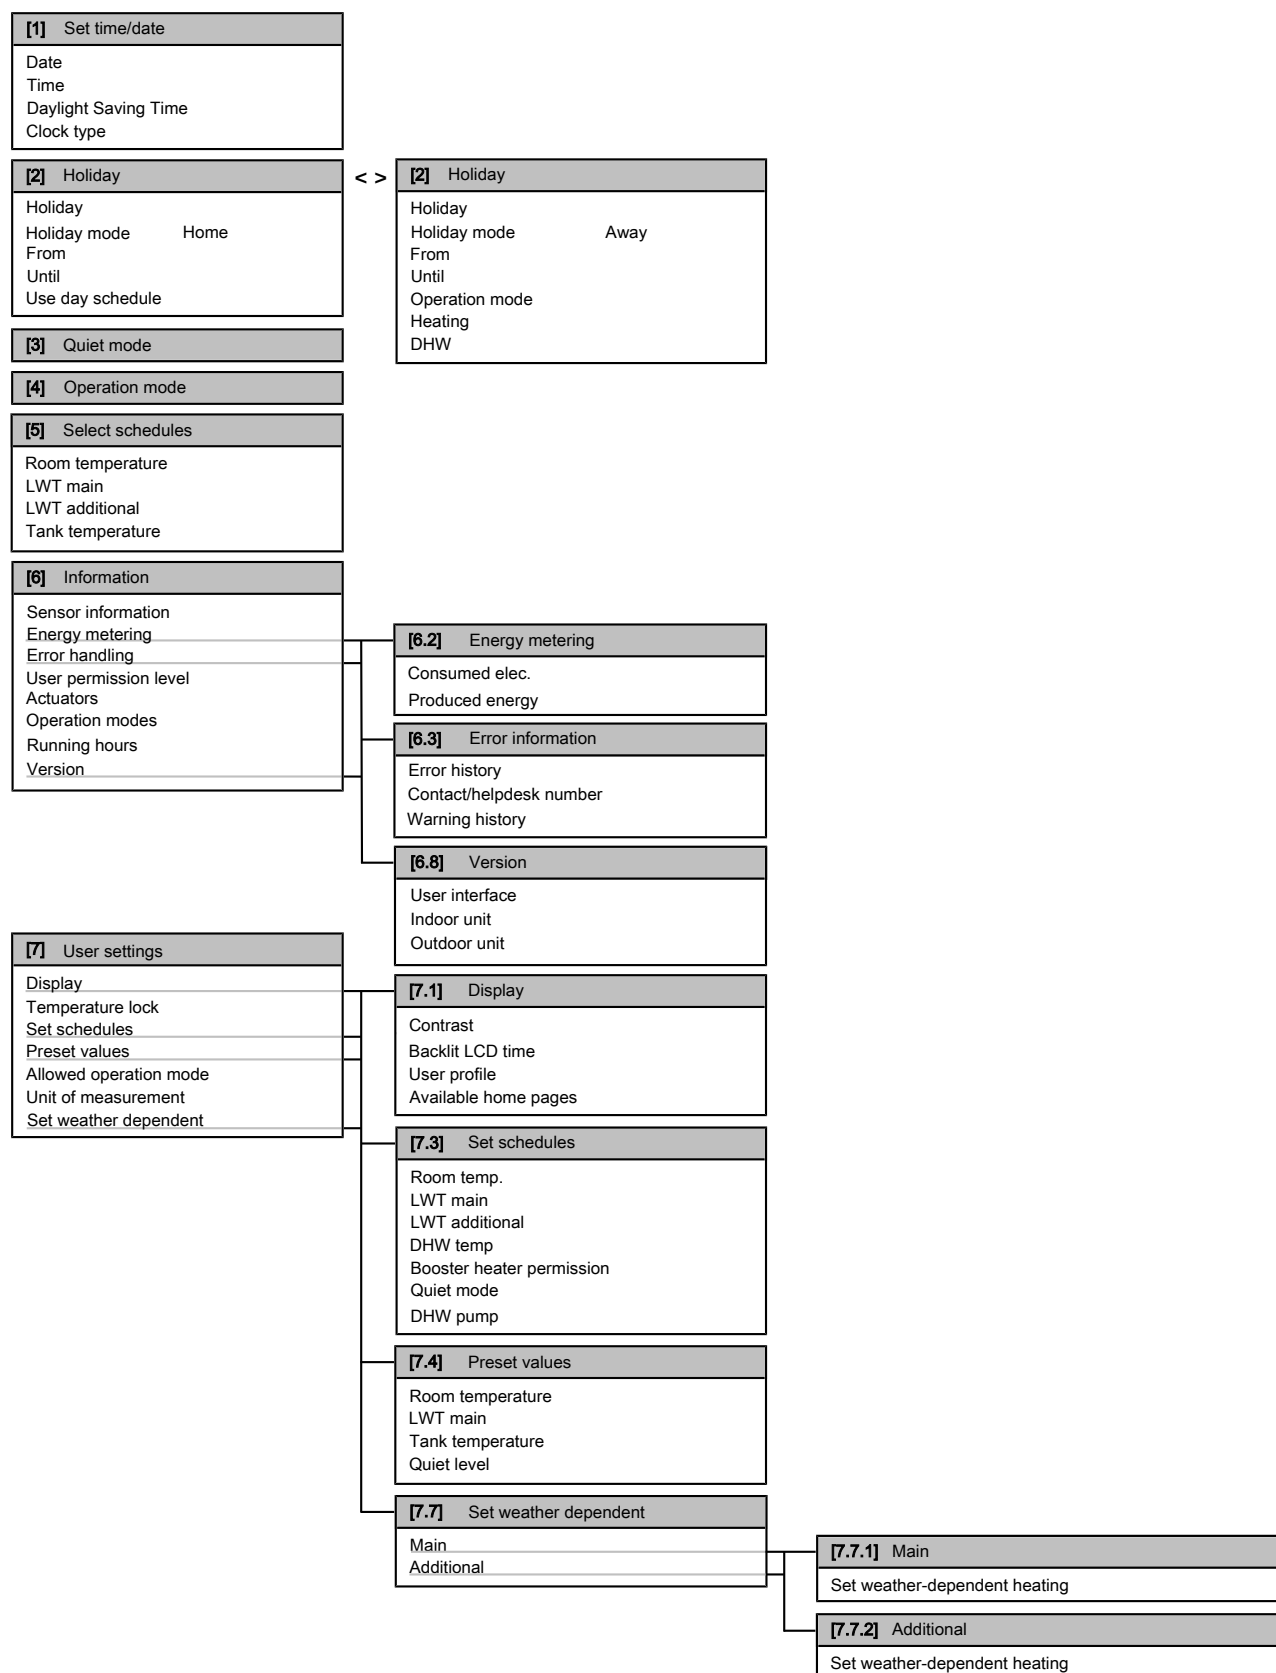 [1] Set time/date
Date
Time
Daylight Saving Time
Clock type
[2] Holiday
Holiday
Holiday mode Home
From
Until
Use day schedule
< >
[2] Holiday
Holiday
Holiday mode Away
From
Until
Operation mode
Heating
DHW
[3] Quiet mode
[4] Operation mode
[5] Select schedules
Room temperature
LWT main
LWT additional
Tank temperature
[6] Information
Sensor information
Energy metering
Error handling
User permission level
Actuators
Operation modes
Running hours
Version
[6.2] Energy metering
Consumed elec.
Produced energy
[6.3] Error information
Error history
Contact/helpdesk number
Warning history
[6.8] Version
User interface
Indoor unit
Outdoor unit
[7] User settings
Display
Temperature lock
Set schedules
Preset values
Allowed operation mode
Unit of measurement
Set weather dependent
[7.1] Display
Contrast
Backlit LCD time
User profile
Available home pages
[7.3] Set schedules
Room temp.
LWT main
LWT additional
DHW temp
Booster heater permission
Quiet mode
DHW pump
[7.4] Preset values
Room temperature
LWT main
Tank temperature
Quiet level
[7.7] Set weather dependent
Main
Additional
[7.7.1] Main
Set weather-dependent heating
[7.7.2] Additional
Set weather-dependent heating